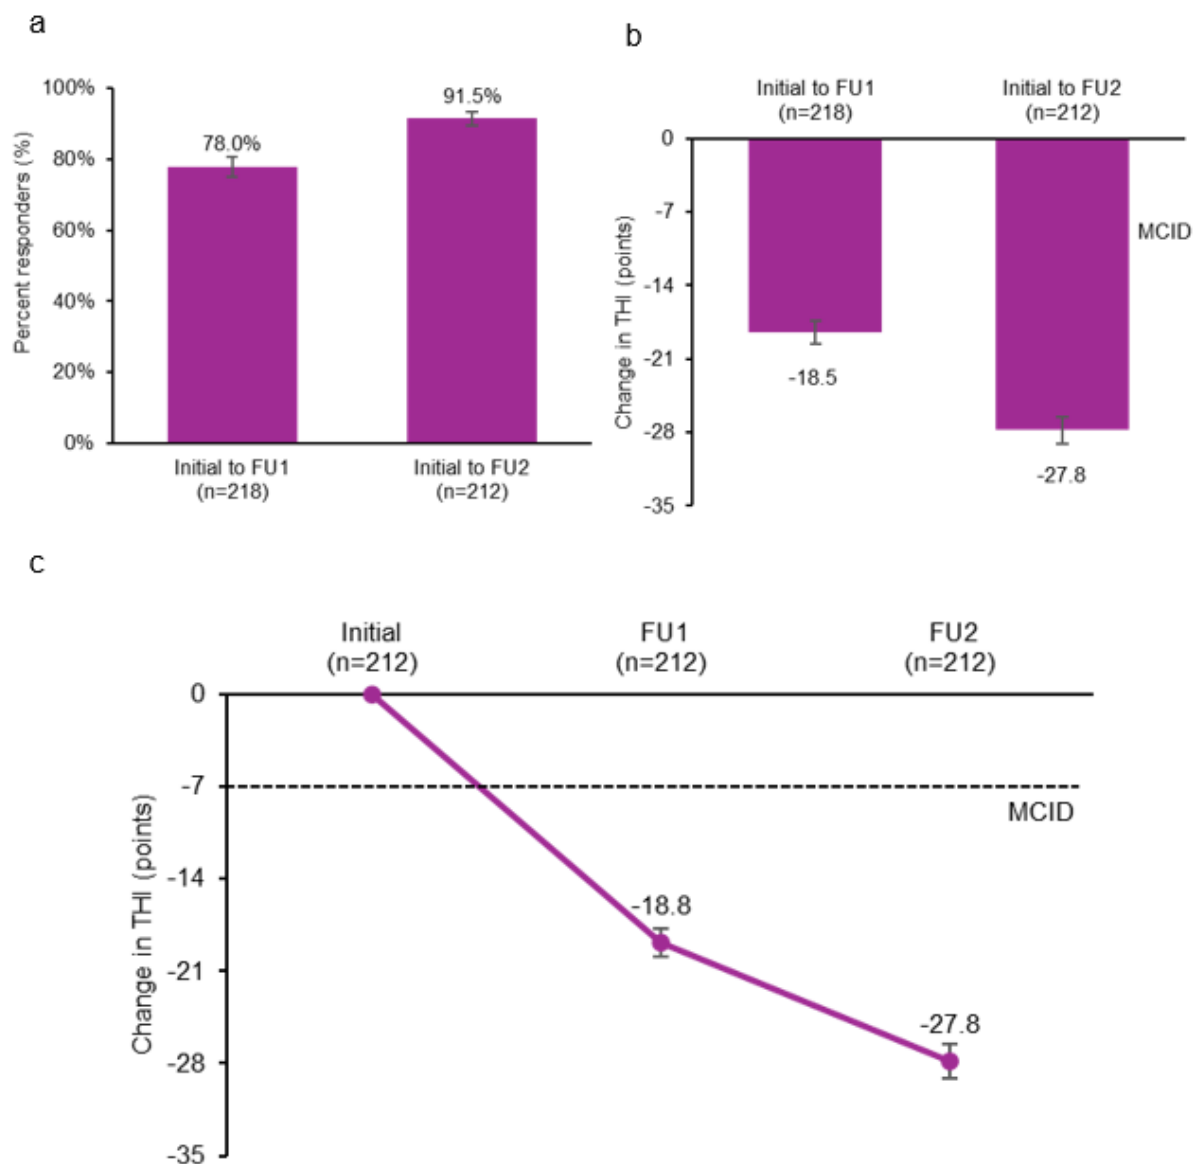 a
100%
80%
60%
40%
20%
0%
Percent responders (%)
78.0%
91.5%
Initial to FU1
(n=218)
Initial to FU2
(n=212)
b
Initial to FU1
(n=218)
Initial to FU2
(n=212)
0
-7
-14
-21
-28
-35
Change in THI (points)
MCID
-18.5
-27.8
c
Initial
(n=212)
FU1
(n=212)
FU2
(n=212)
0
-7
-14
-21
-28
-35
Change in THI (points)
MCID
-18.8
-27.8